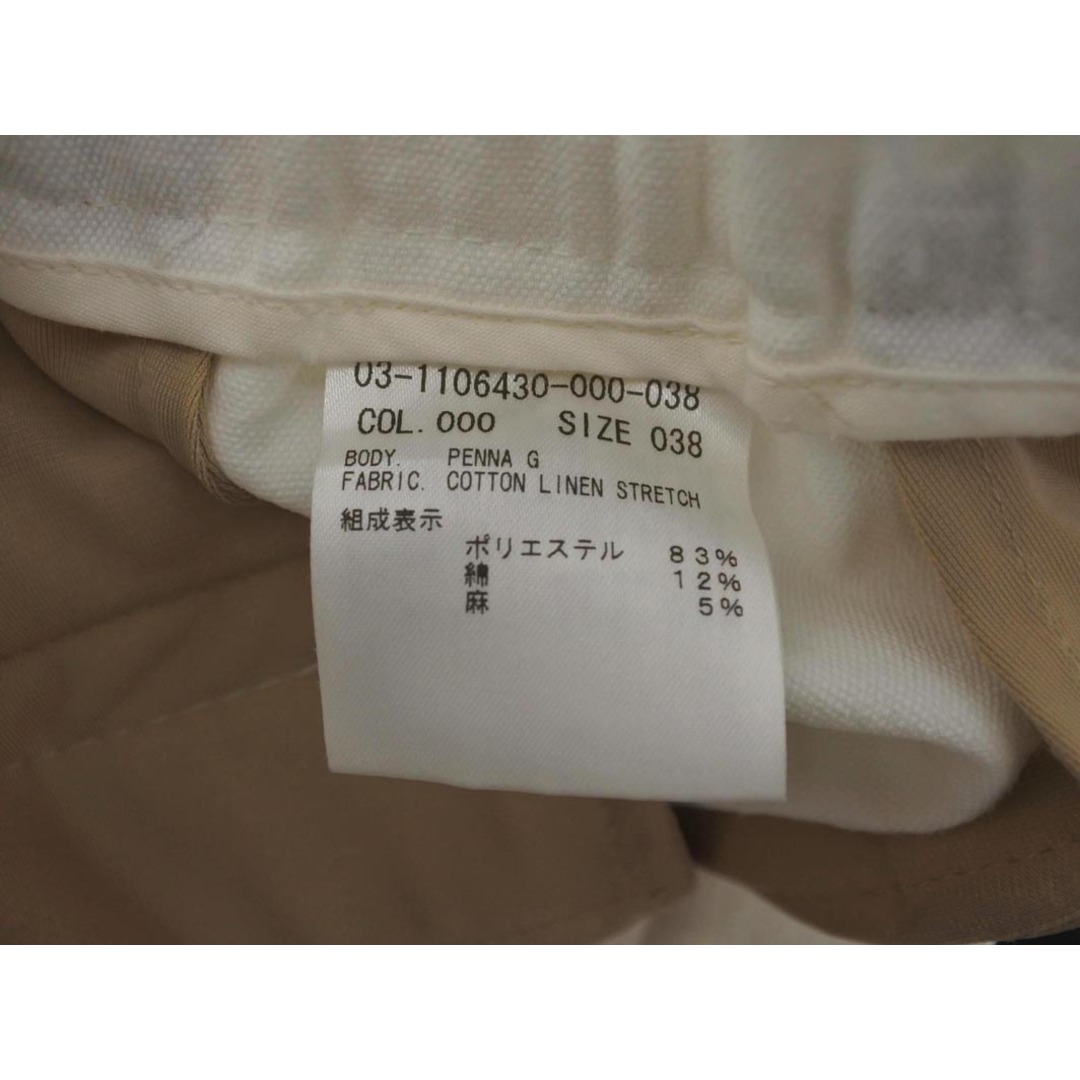 03-1106430-000-038
COL. 000 SIZE 038
BODY. PENNA G
FABRIC. COTTON LINEN STRETCH
組成表示
ポリエステル 83%
綿 12%
麻 5%